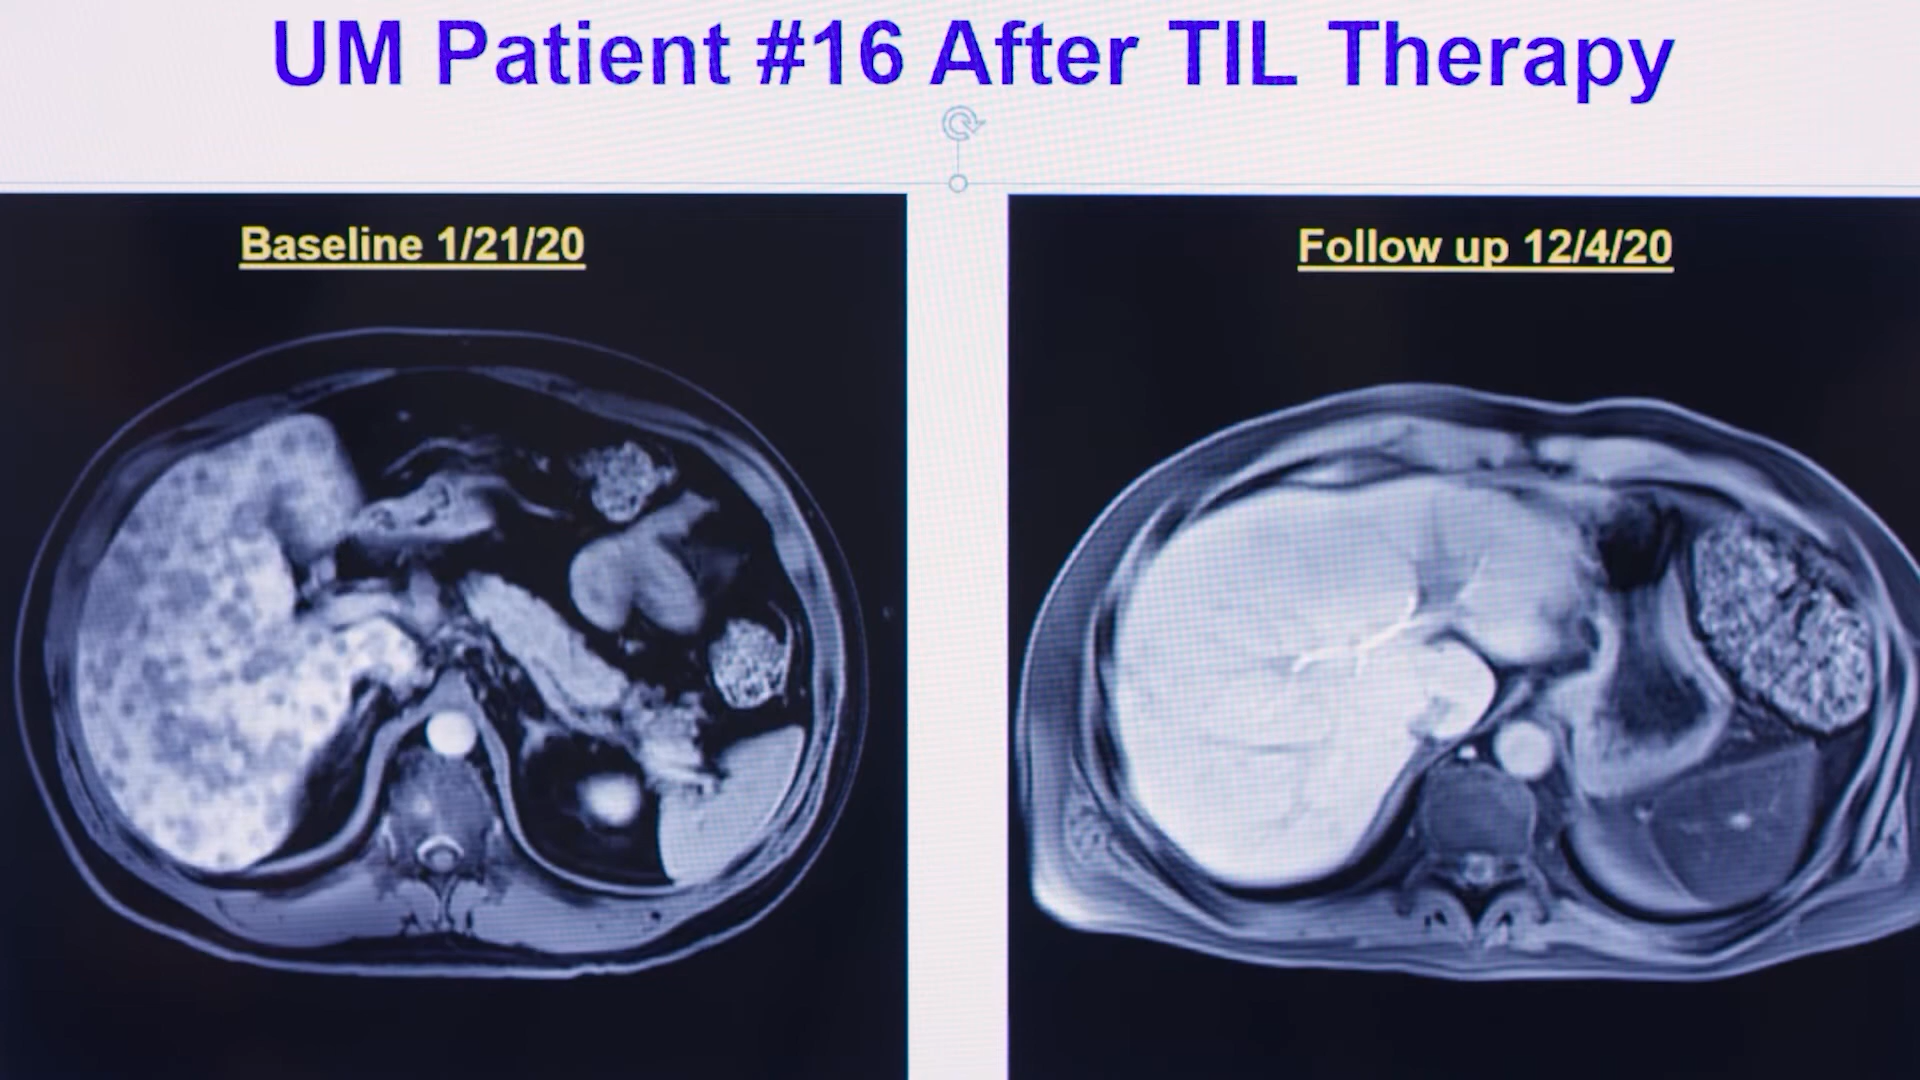 UM Patient #16 After TIL Therapy
Baseline 1/21/20
Follow up 12/4/20